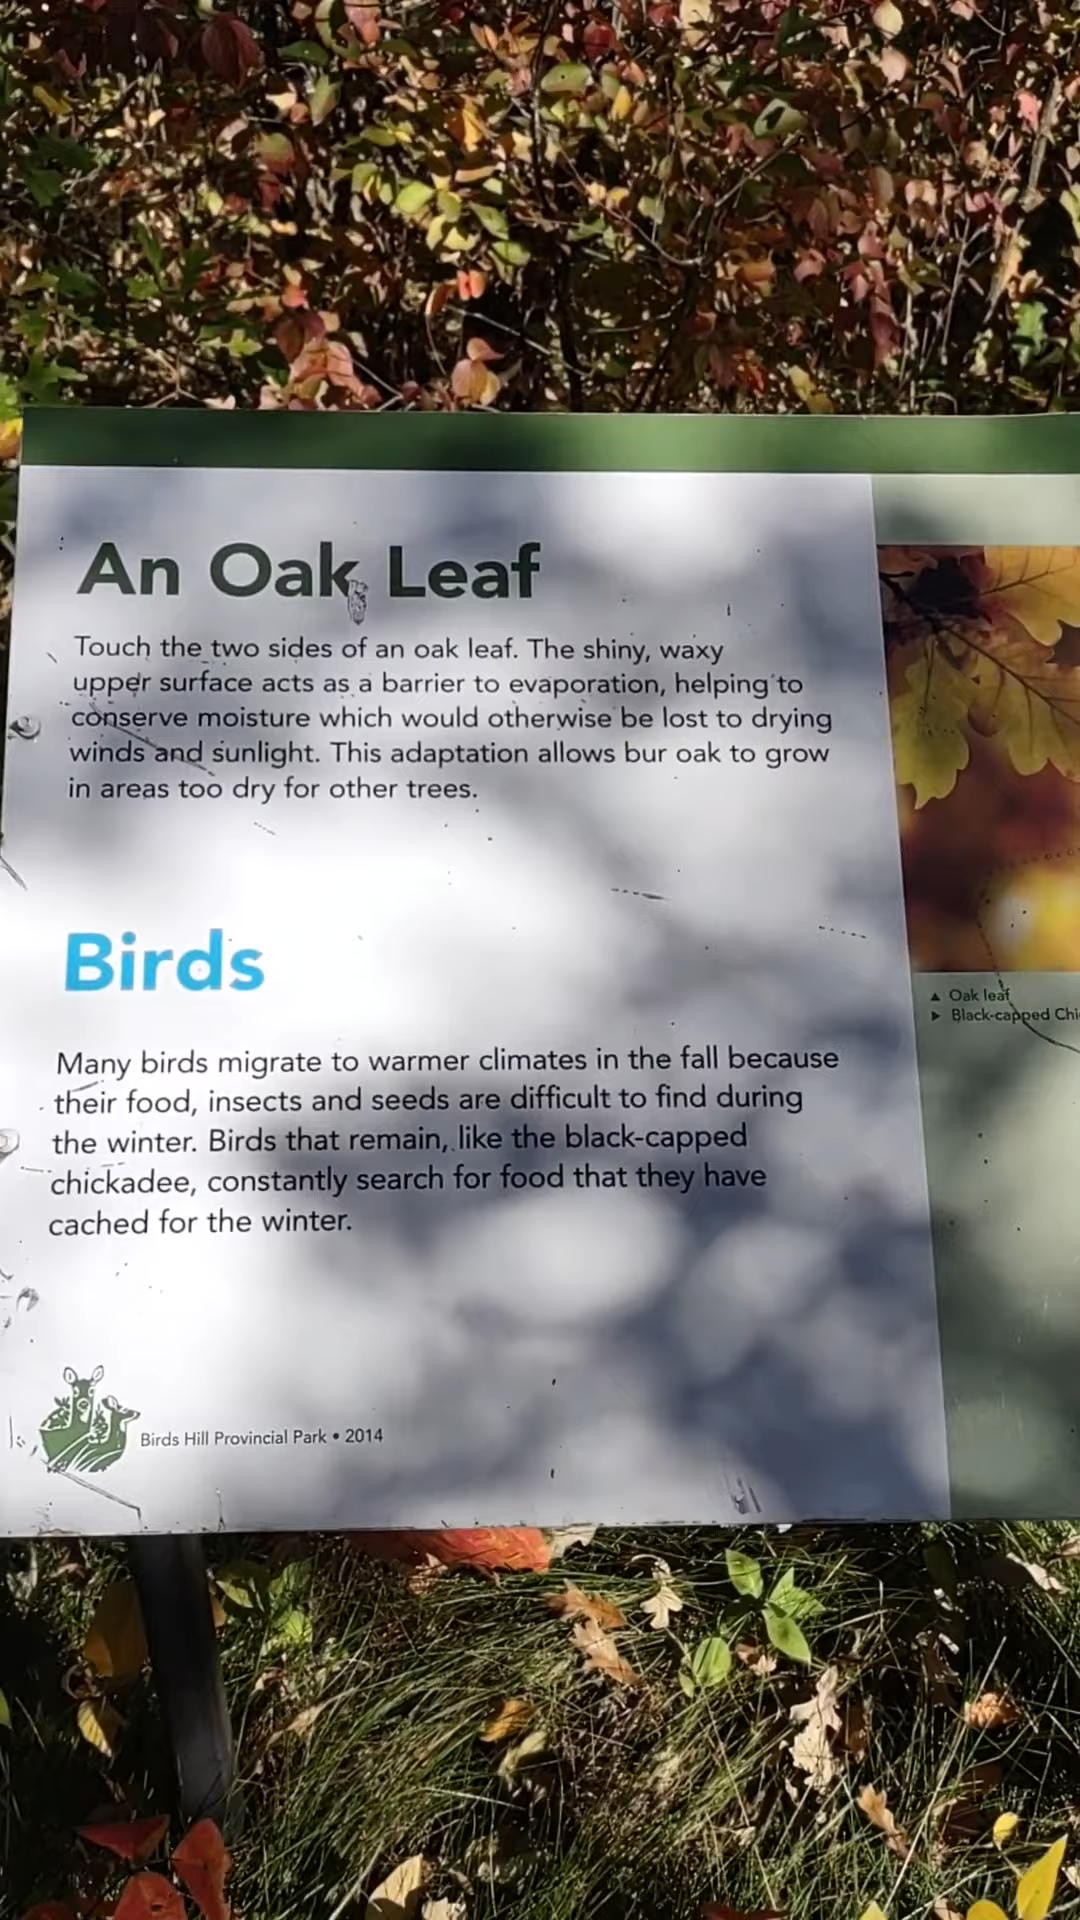 An Oak Leaf
Touch the two sides of an oak leaf. The shiny, waxy
upper surface acts as a barrier to evaporation, helping to
conserve moisture which would otherwise be lost to drying
winds and sunlight. This adaptation allows bur oak to grow
in areas too dry for other trees.
Birds
Many birds migrate to warmer climates in the fall because
their food, insects and seeds are difficult to find during
the winter. Birds that remain, like the black-capped
chickadee, constantly search for food that they have
cached for the winter.
Birds Hill Provincial Park • 2014
▲ Oak leaf
► Black-capped Chi